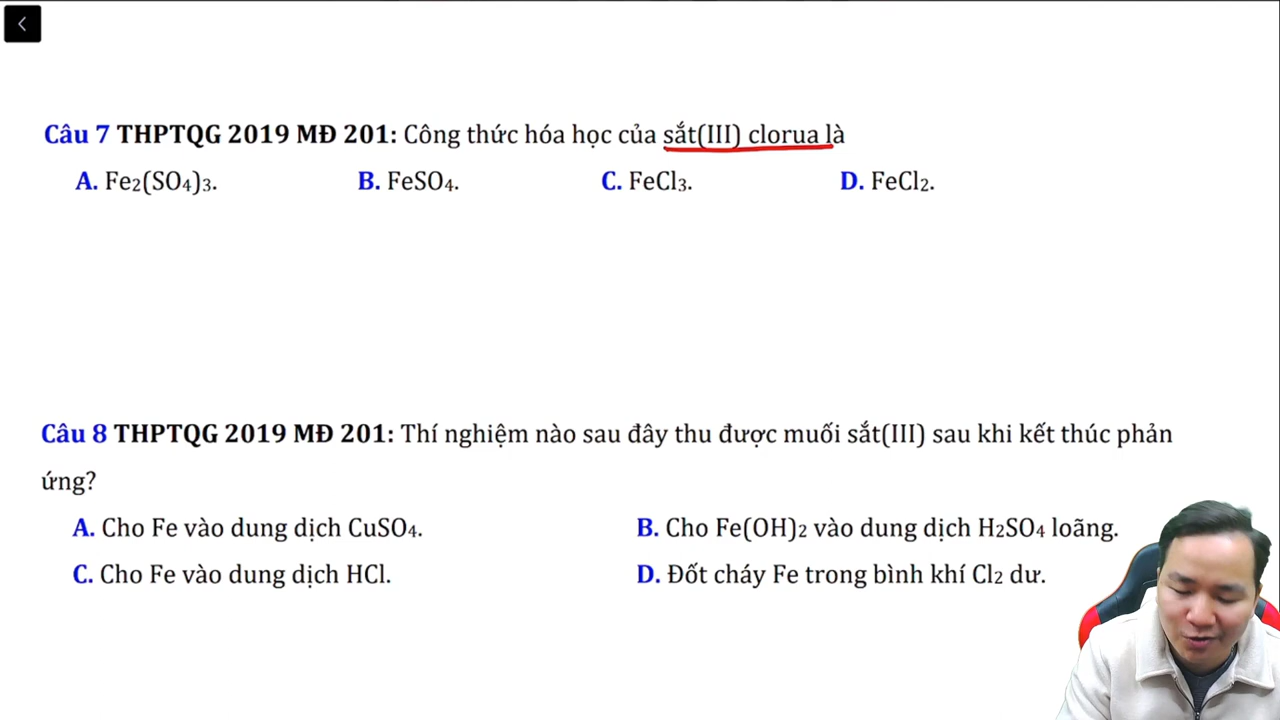 Câu 7 THPTQG 2019 MĐ 201: Công thức hóa học của sắt(III) clorua là
A. Fe₂(SO₄)₃. B. FeSO₄. C. FeCl₃. D. FeCl₂.
Câu 8 THPTQG 2019 MĐ 201: Thí nghiệm nào sau đây thu được muối sắt(III) sau khi kết thúc phản
ứng?
A. Cho Fe vào dung dịch CuSO₄. B. Cho Fe(OH)₂ vào dung dịch H₂SO₄ loãng.
C. Cho Fe vào dung dịch HCl. D. Đốt cháy Fe trong bình khí Cl₂ dư.